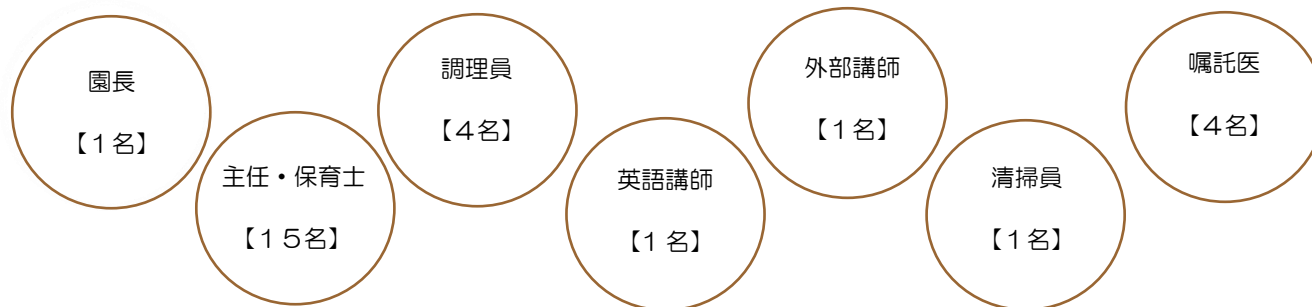 園長
【１名】
主任・保育士
【１５名】
調理員
【４名】
英語講師
【１名】
外部講師
【１名】
清掃員
【１名】
嘱託医
【４名】